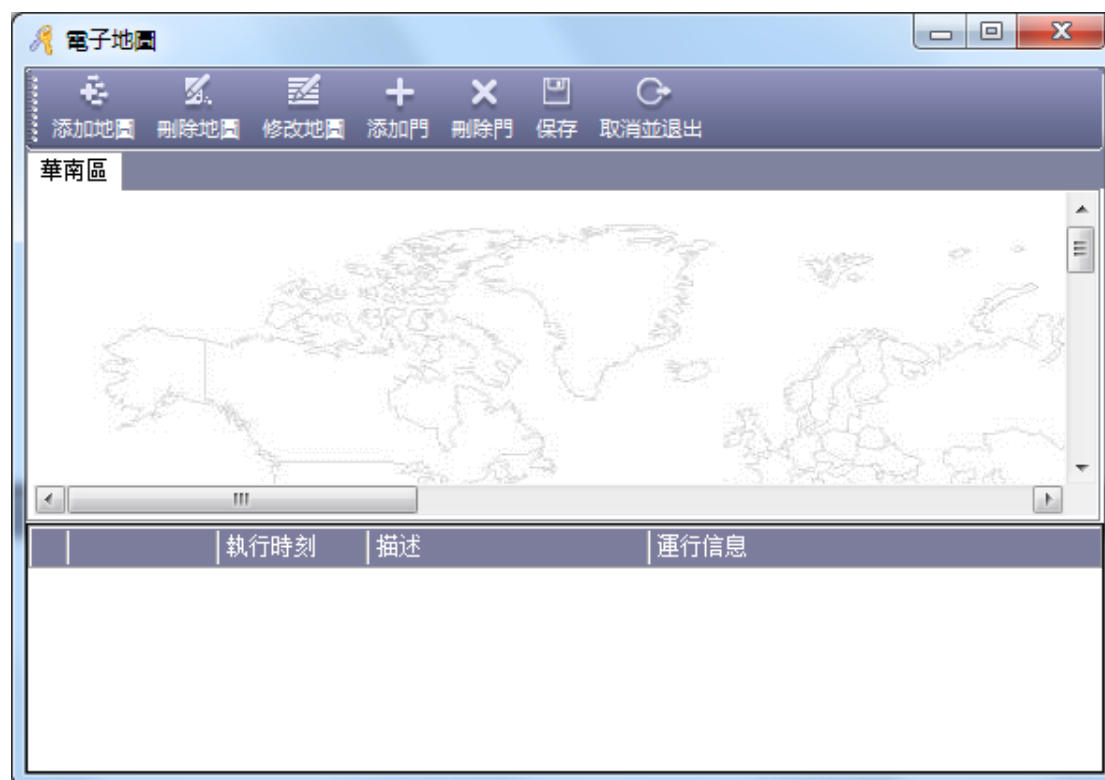 電子地圖
添加地圖 刪除地圖 修改地圖 添加門 刪除門 保存 取消並退出
華南區
執行時刻 描述 運行信息